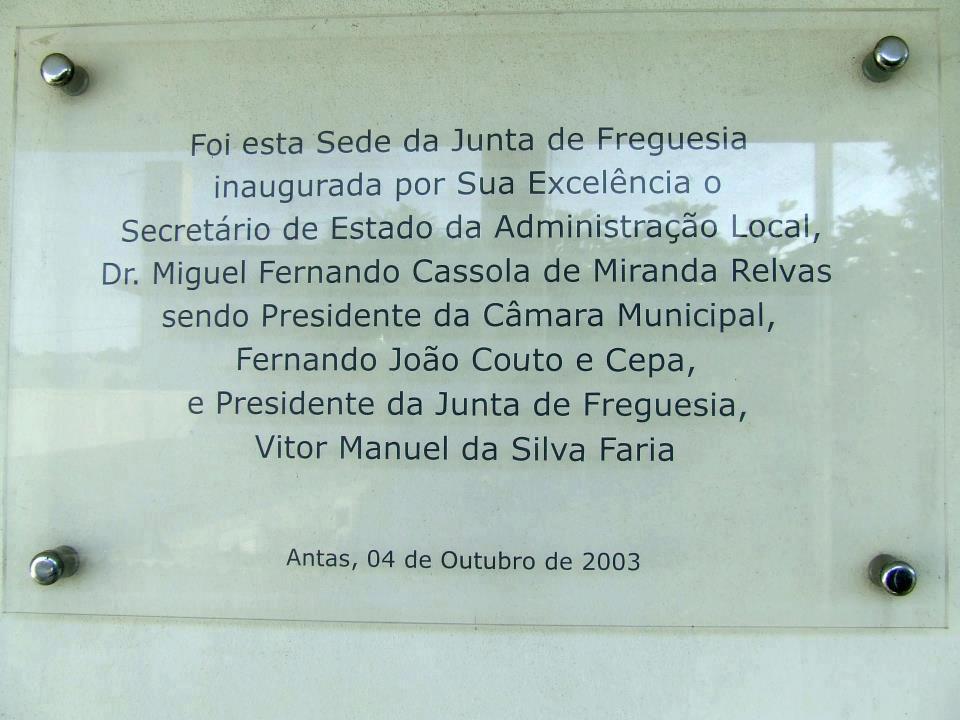 Foi esta Sede da Junta de Freguesia
inaugurada por Sua Excelência o
Secretário de Estado da Administração Local,
Dr. Miguel Fernando Cassola de Miranda Relvas
sendo Presidente da Câmara Municipal,
Fernando João Couto e Cepa,
e Presidente da Junta de Freguesia,
Vitor Manuel da Silva Faria
Antas, 04 de Outubro de 2003